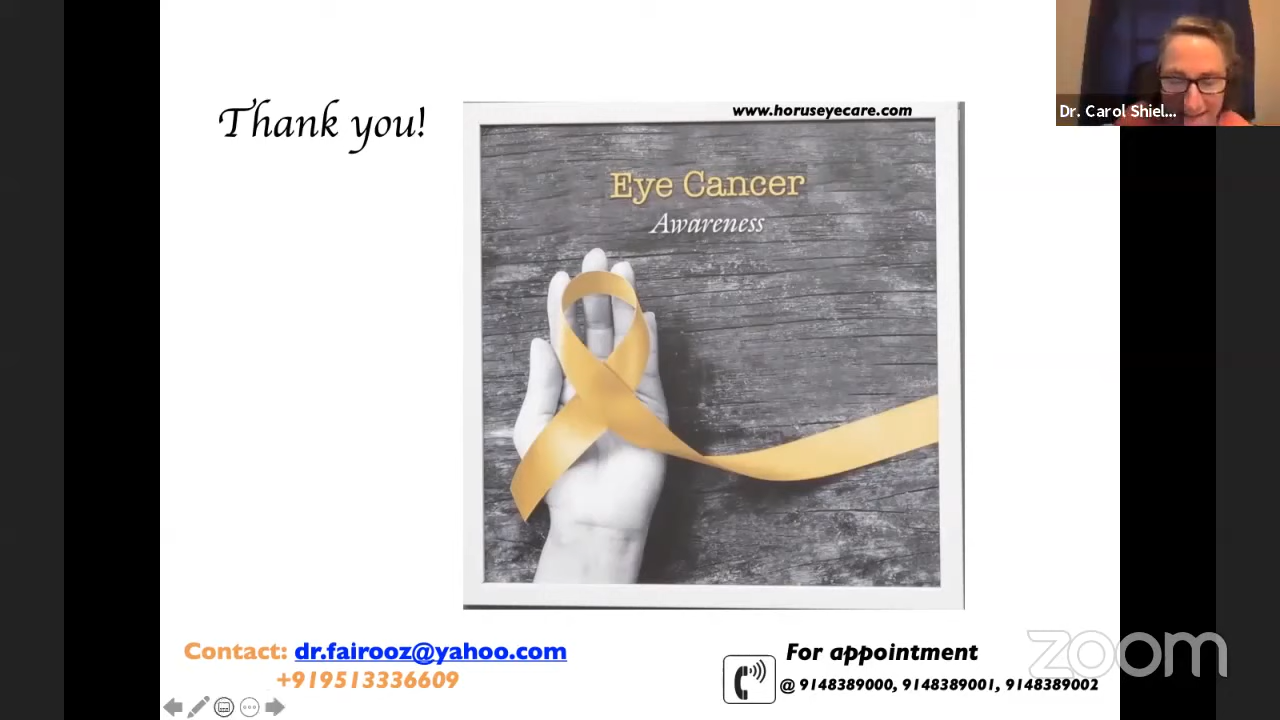 www.horuseyecare.com
Dr. Carol Shiel...
Thank you!
Eye Cancer
Awareness
Contact: dr.fairooz@yahoo.com
+919513336609
For appointment
@ 9148389000, 9148389001, 9148389002
zoom